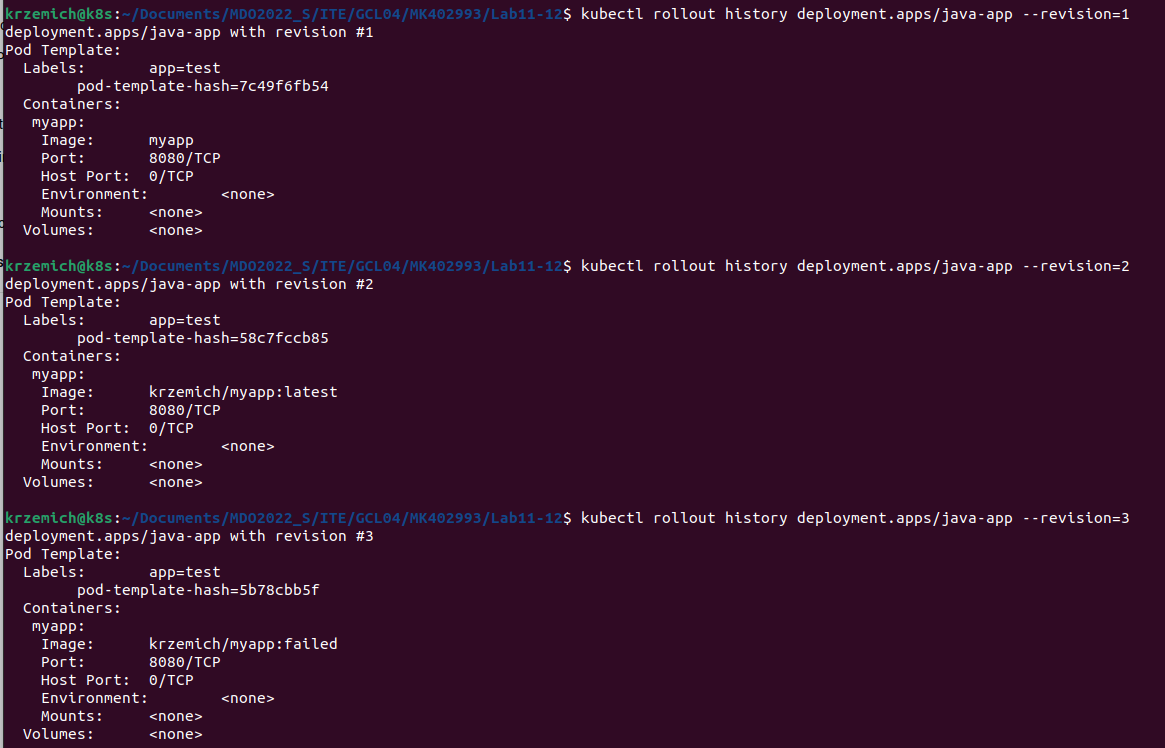 krzemich@k8s:~/Documents/MDO2022_S/ITE/GCL04/MK402993/Lab11-12$ kubectl rollout history deployment.apps/java-app --revision=1
deployment.apps/java-app with revision #1
Pod Template:
  Labels:       app=test
        pod-template-hash=7c49f6fb54
  Containers:
   myapp:
    Image:      myapp
    Port:       8080/TCP
    Host Port:  0/TCP
    Environment:        <none>
    Mounts:     <none>
  Volumes:      <none>

krzemich@k8s:~/Documents/MDO2022_S/ITE/GCL04/MK402993/Lab11-12$ kubectl rollout history deployment.apps/java-app --revision=2
deployment.apps/java-app with revision #2
Pod Template:
  Labels:       app=test
        pod-template-hash=58c7fccb85
  Containers:
   myapp:
    Image:      krzemich/myapp:latest
    Port:       8080/TCP
    Host Port:  0/TCP
    Environment:        <none>
    Mounts:     <none>
  Volumes:      <none>

krzemich@k8s:~/Documents/MDO2022_S/ITE/GCL04/MK402993/Lab11-12$ kubectl rollout history deployment.apps/java-app --revision=3
deployment.apps/java-app with revision #3
Pod Template:
  Labels:       app=test
        pod-template-hash=5b78cbb5f
  Containers:
   myapp:
    Image:      krzemich/myapp:failed
    Port:       8080/TCP
    Host Port:  0/TCP
    Environment:        <none>
    Mounts:     <none>
  Volumes:      <none>